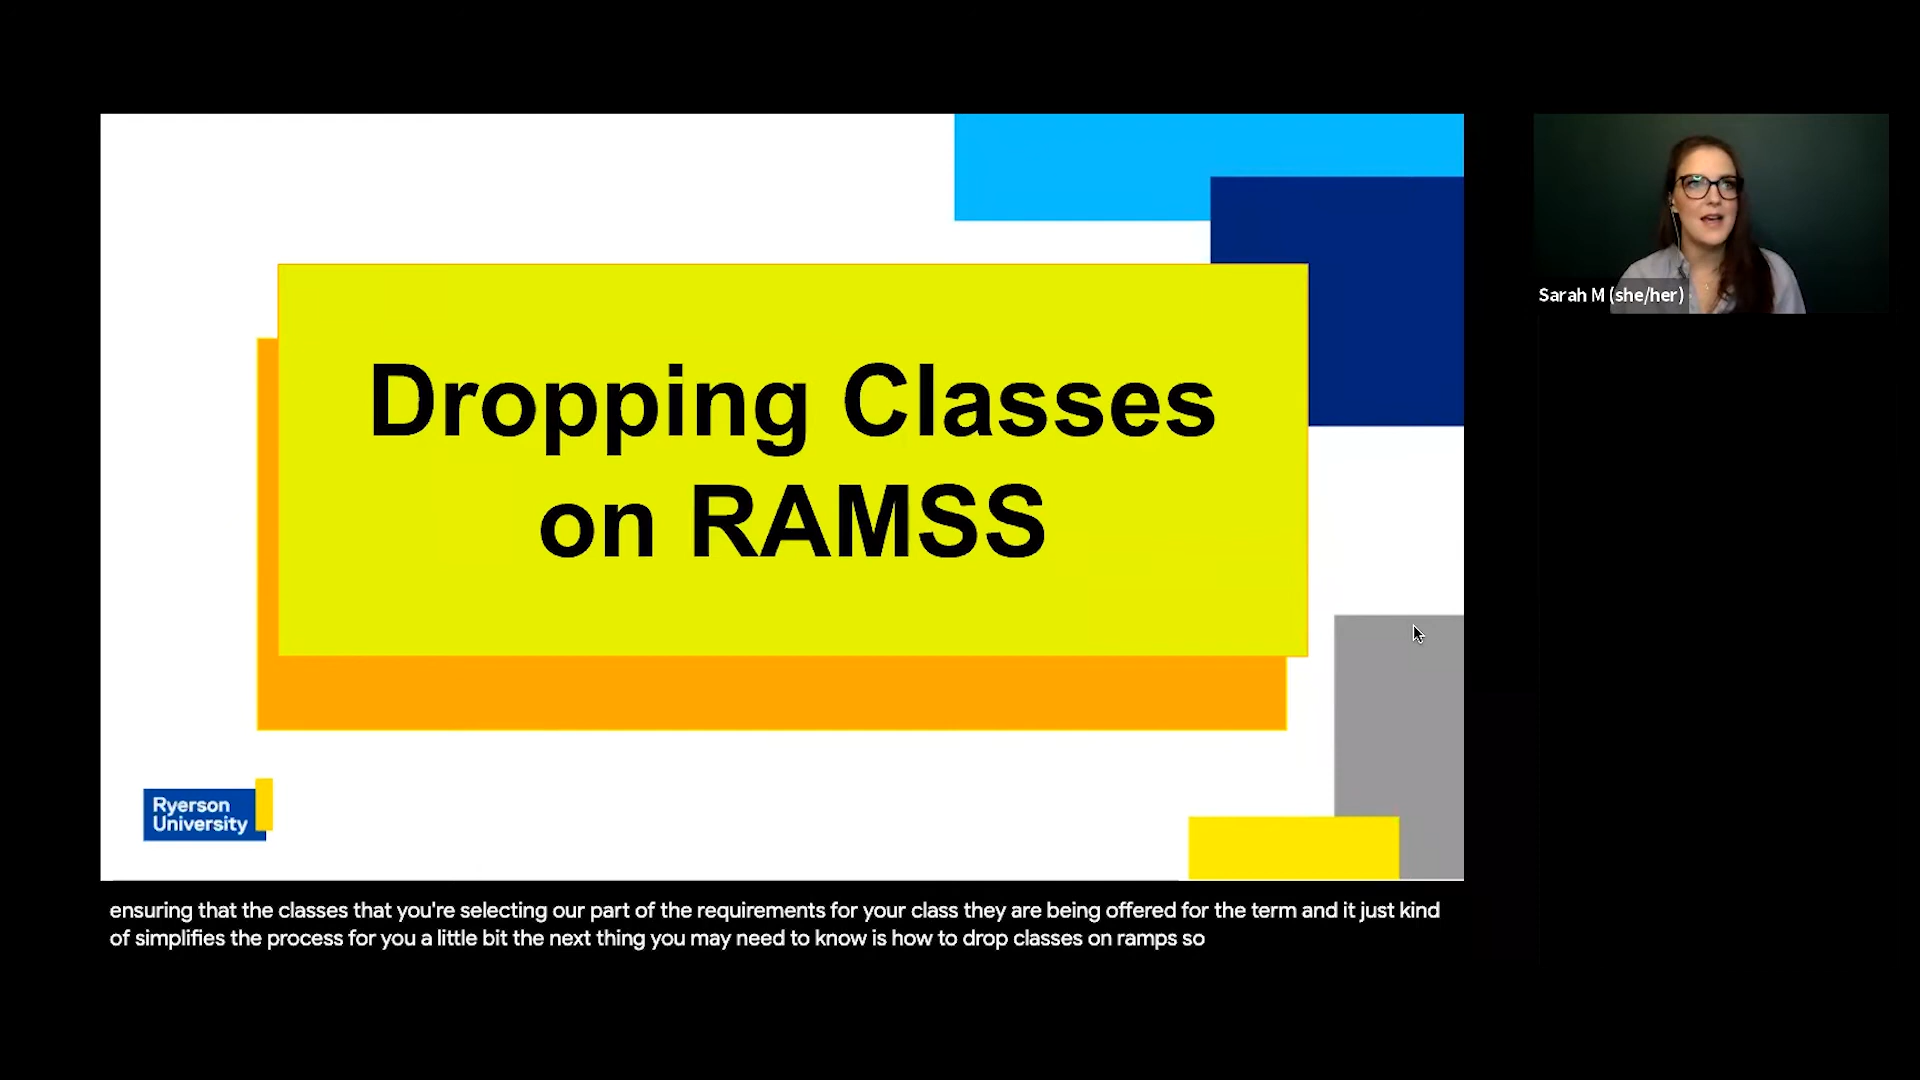 Dropping Classes
on RAMSS
Sarah M (she/her)
Ryerson
University
ensuring that the classes that you're selecting our part of the requirements for your class they are being offered for the term and it just kind
of simplifies the process for you a little bit the next thing you may need to know is how to drop classes on ramps so